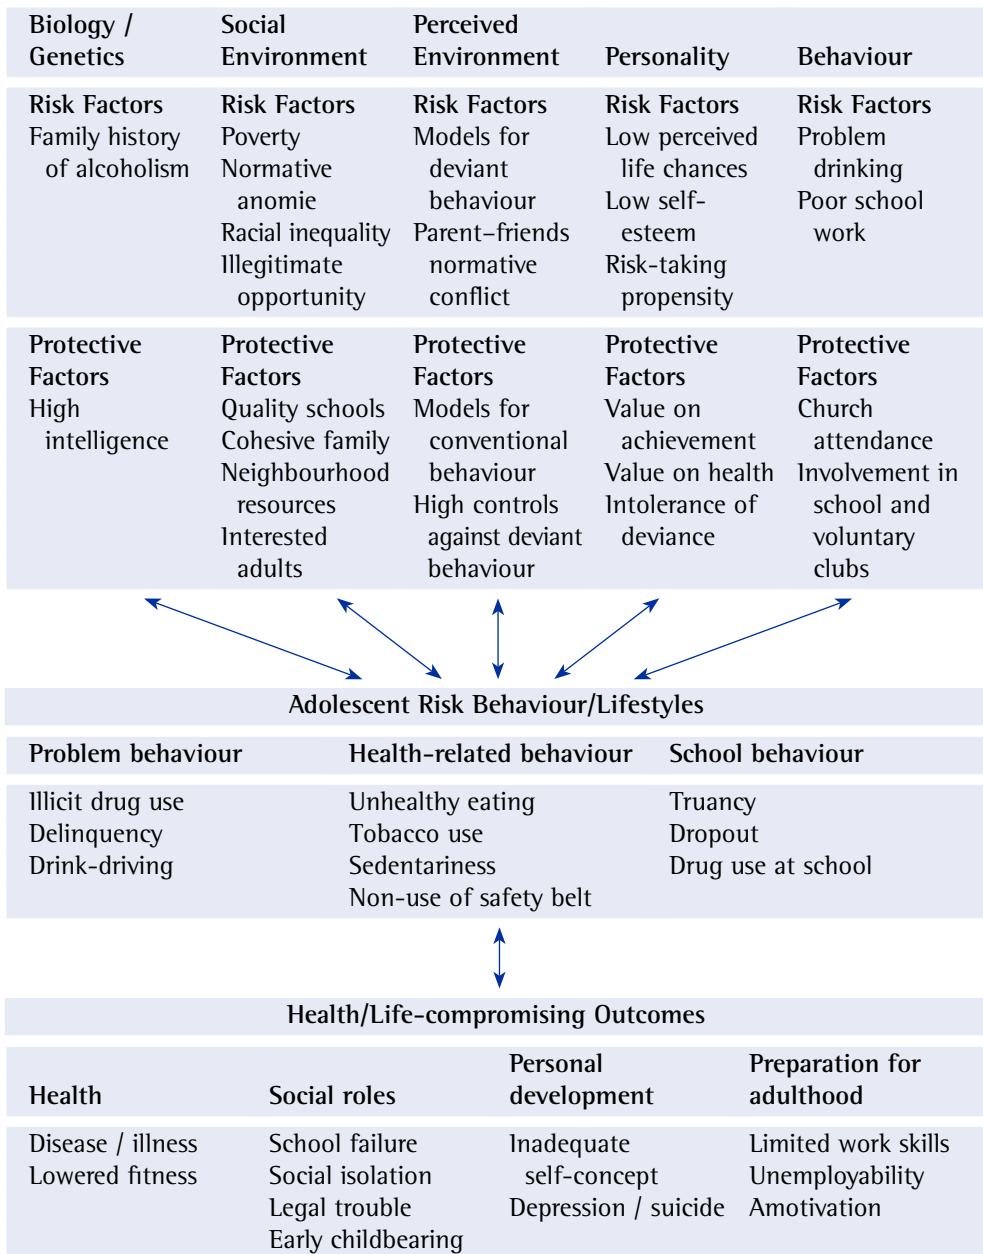 Biology /
Genetics
Social
Environment
Perceived
Environment
Personality
Behaviour
Risk Factors
Family history
of alcoholism
Risk Factors
Poverty
Normative
anomie
Racial inequality
Illegitimate
opportunity
Risk Factors
Models for
deviant
behaviour
Parent–friends
normative
conflict
Risk Factors
Low perceived
life chances
Low self-
esteem
Risk-taking
propensity
Risk Factors
Problem
drinking
Poor school
work
Protective
Factors
High
intelligence
Protective
Factors
Quality schools
Cohesive family
Neighbourhood
resources
Interested
adults
Protective
Factors
Models for
conventional
behaviour
High controls
against deviant
behaviour
Protective
Factors
Value on
achievement
Value on health
Intolerance of
deviance
Protective
Factors
Church
attendance
Involvement in
school and
voluntary
clubs
Adolescent Risk Behaviour/Lifestyles
Problem behaviour
Health-related behaviour
School behaviour
Illicit drug use
Delinquency
Drink-driving
Unhealthy eating
Tobacco use
Sedentariness
Non-use of safety belt
Truancy
Dropout
Drug use at school
Health/Life-compromising Outcomes
Health
Social roles
Personal
development
Preparation for
adulthood
Disease / illness
Lowered fitness
School failure
Social isolation
Legal trouble
Early childbearing
Inadequate
self-concept
Depression / suicide
Limited work skills
Unemployability
Amotivation